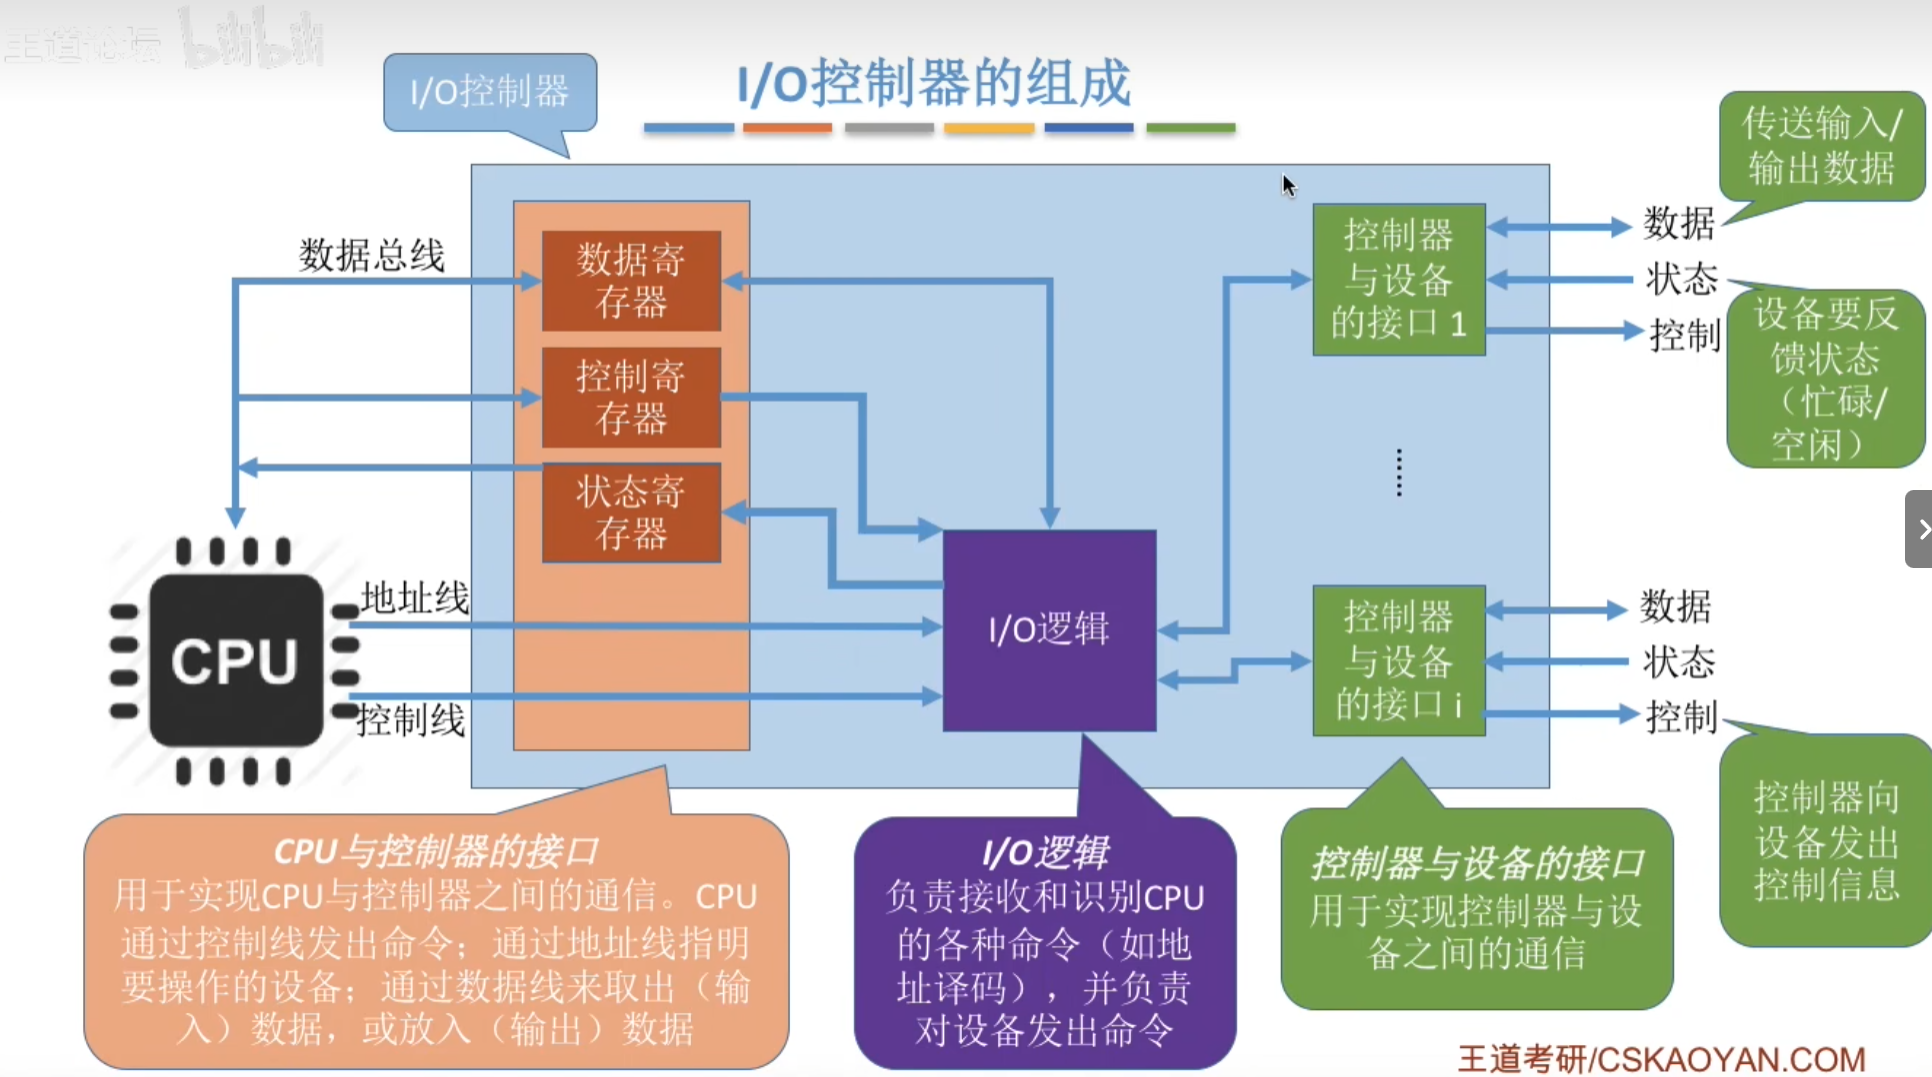 王道论坛 bilibili
I/O控制器
I/O控制器的组成
传送输入/
输出数据
数据总线
数据寄
存器
控制寄
存器
状态寄
存器
控制器
与设备
的接口 1
数据
状态
控制
设备要反
馈状态
（忙碌/
空闲）
CPU
地址线
控制线
I/O逻辑
控制器
与设备
的接口 i
数据
状态
控制
控制器向
设备发出
控制信息
CPU与控制器的接口
用于实现CPU与控制器之间的通信。CPU
通过控制线发出命令；通过地址线指明
要操作的设备；通过数据线来取出（输
入）数据，或放入（输出）数据
I/O逻辑
负责接收和识别CPU
的各种命令（如地
址译码），并负责
对设备发出命令
控制器与设备的接口
用于实现控制器与设
备之间的通信
王道考研/CSKAOYAN.COM